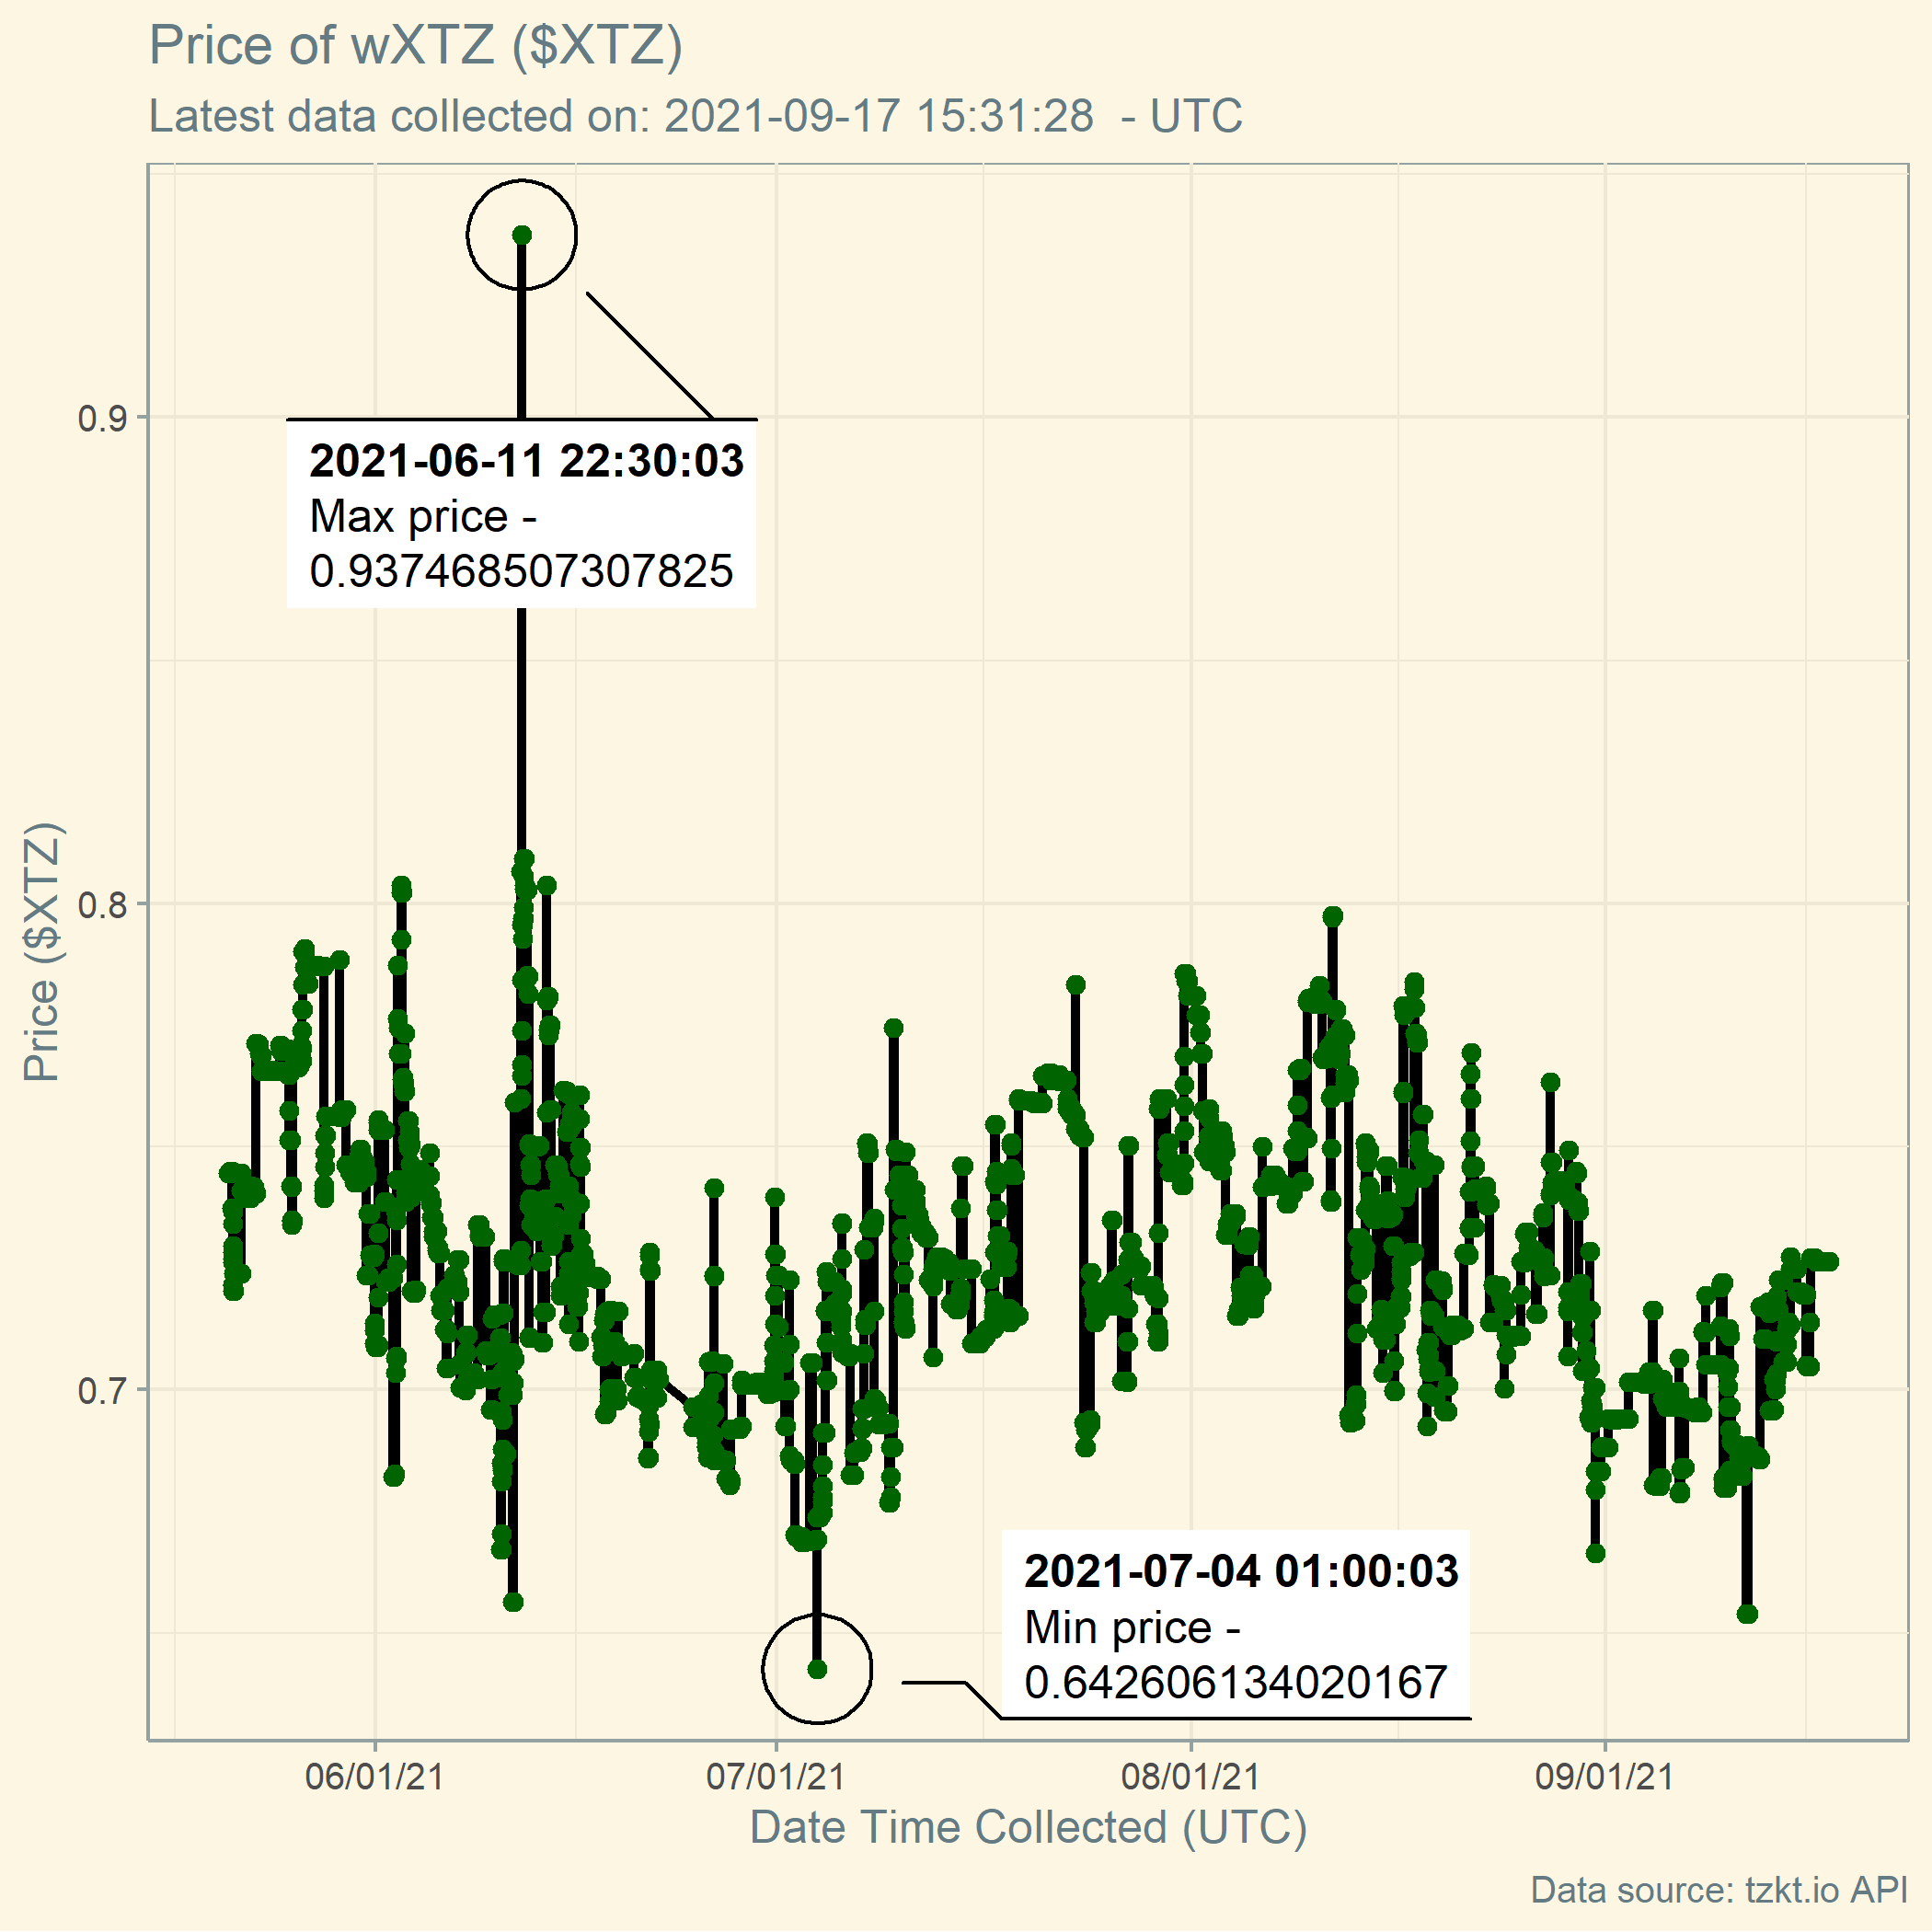 Price of wXTZ ($XTZ)
Latest data collected on: 2021-09-17 15:31:28  - UTC
2021-06-11 22:30:03
Max price -
0.937468507307825
0.9
0.8
0.7
Price ($XTZ)
2021-07-04 01:00:03
Min price -
0.642606134020167
06/01/21
07/01/21
08/01/21
09/01/21
Date Time Collected (UTC)
Data source: tzkt.io API